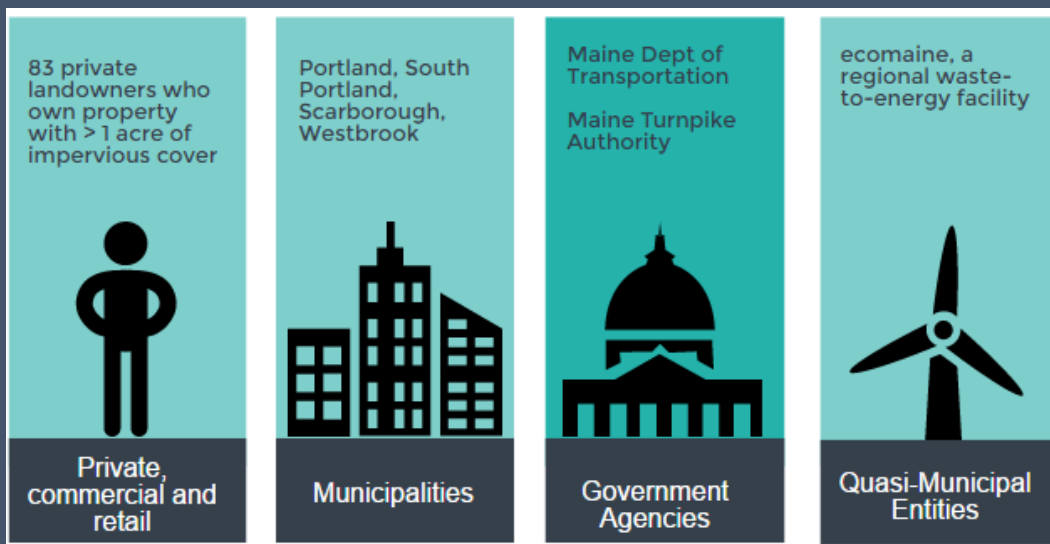 83 private
landowners who
own property
with > 1 acre of
impervious cover
Private,
commercial and
retail
Portland, South
Portland,
Scarborough,
Westbrook
Municipalities
Maine Dept of
Transportation
Maine Turnpike
Authority
Government
Agencies
ecomaine, a
regional waste-
to-energy facility
Quasi-Municipal
Entities